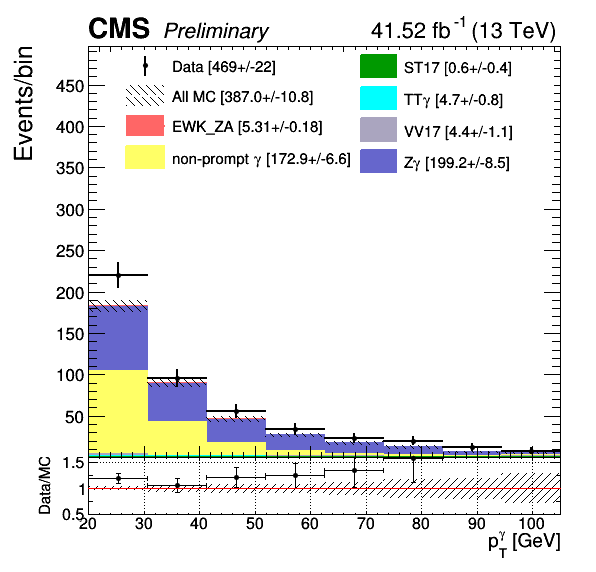 CMS Preliminary 41.52 fb⁻¹ (13 TeV)
Events/bin
Data [469+/-22]
All MC [387.0+/-10.8]
EWK_ZA [5.31+/-0.18]
non-prompt γ [172.9+/-6.6]
ST17 [0.6+/-0.4]
TTγ [4.7+/-0.8]
VV17 [4.4+/-1.1]
Zγ [199.2+/-8.5]
450
400
350
300
250
200
150
100
50
Data/MC
1.5
1
0.5
20 30 40 50 60 70 80 90 100
p_T^γ [GeV]